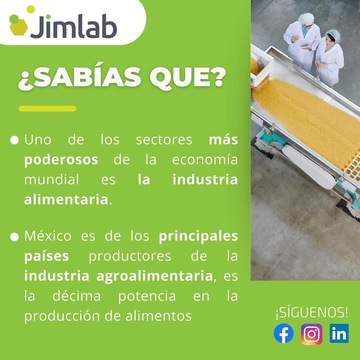 Jimlab
¿SABÍAS QUE?
Uno de los sectores más
poderosos de la economía
mundial es la industria
alimentaria.
México es de los principales
países productores de la
industria agroalimentaria, es
la décima potencia en la
producción de alimentos
¡SÍGUENOS!